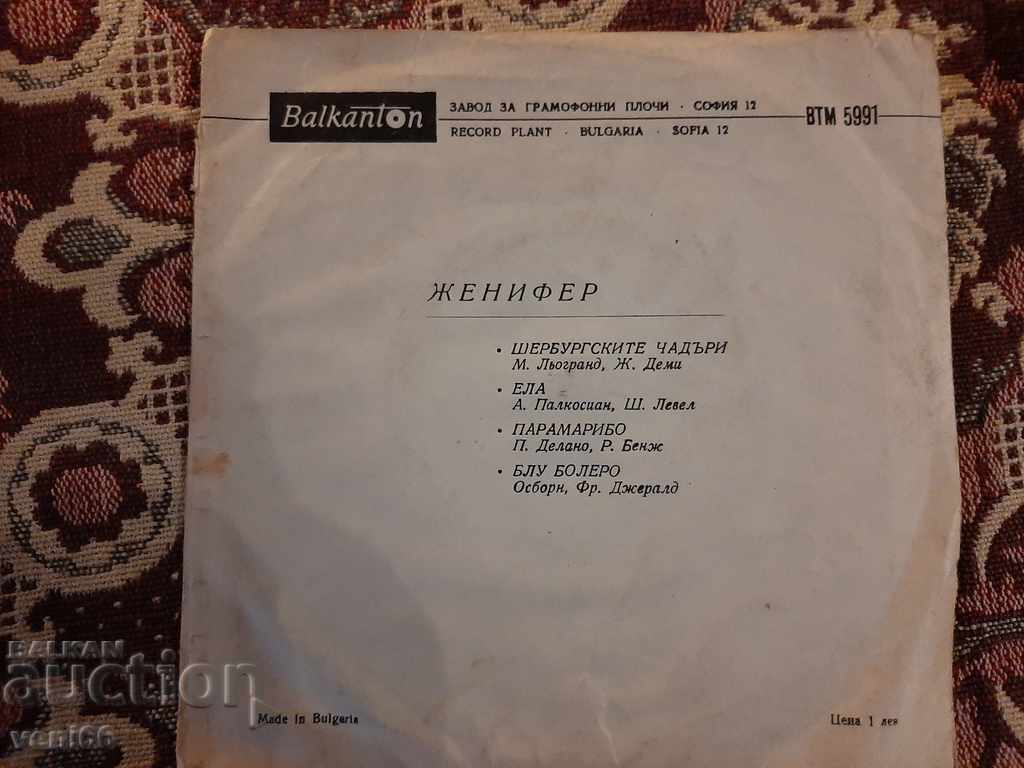 Balkanton
ЗАВОД ЗА ГРАМОФОННИ ПЛОЧИ · СОФИЯ 12
RECORD PLANT · BULGARIA · SOFIA 12
ВТМ 5991
ЖЕНИФЕР
• ШЕРБУРГСКИТЕ ЧАДЪРИ
М. Льогранд, Ж. Деми
• ЕЛА
А. Палкосиан, Ш. Левел
• ПАРАМАРИБО
П. Делано, Р. Бенж
• БЛУ БОЛЕРО
Осборн, Фр. Джералд
BALKAN
auction
Made in Bulgaria
Цена 1 лев
veni66